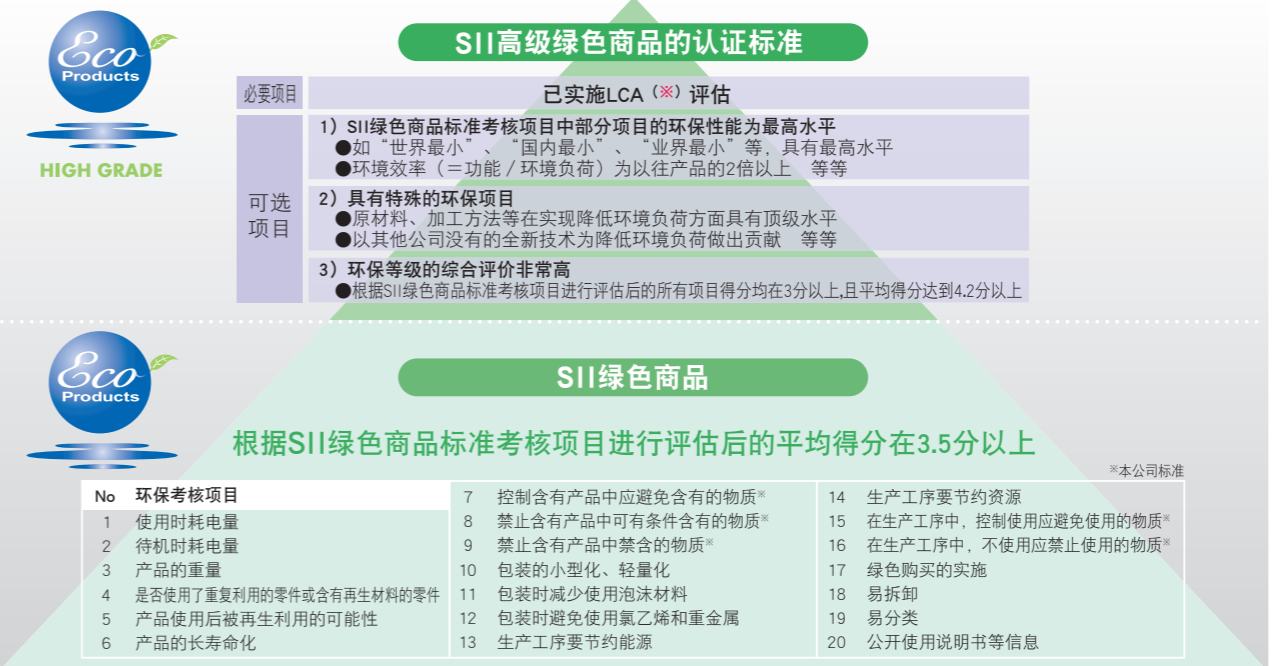 Eco
Products
HIGH GRADE
SII高级绿色商品的认证标准
必要项目
已实施LCA（※）评估
可选
项目
1）SII绿色商品标准考核项目中部分项目的环保性能为最高水平
●如“世界最小”、“国内最小”、“业界最小”等，具有最高水平
●环境效率（＝功能／环境负荷）为以往产品的2倍以上　等等
2）具有特殊的环保项目
●原材料、加工方法等在实现降低环境负荷方面具有顶级水平
●以其他公司没有的全新技术为降低环境负荷做出贡献　等等
3）环保等级的综合评价非常高
●根据SII绿色商品标准考核项目进行评估后的所有项目得分均在3分以上,且平均得分达到4.2分以上
Eco
Products
SII绿色商品
根据SII绿色商品标准考核项目进行评估后的平均得分在3.5分以上
※本公司标准
No 环保考核项目
1 使用时耗电量
2 待机时耗电量
3 产品的重量
4 是否使用了重复利用的零件或含有再生材料的零件
5 产品使用后被再生利用的可能性
6 产品的长寿命化
7 控制含有产品中应避免含有的物质※
8 禁止含有产品中可有条件含有的物质※
9 禁止含有产品中禁含的物质※
10 包装的小型化、轻量化
11 包装时减少使用泡沫材料
12 包装时避免使用氯乙烯和重金属
13 生产工序要节约能源
14 生产工序要节约资源
15 在生产工序中，控制使用应避免使用的物质※
16 在生产工序中，不使用应禁止使用的物质※
17 绿色购买的实施
18 易拆卸
19 易分类
20 公开使用说明书等信息